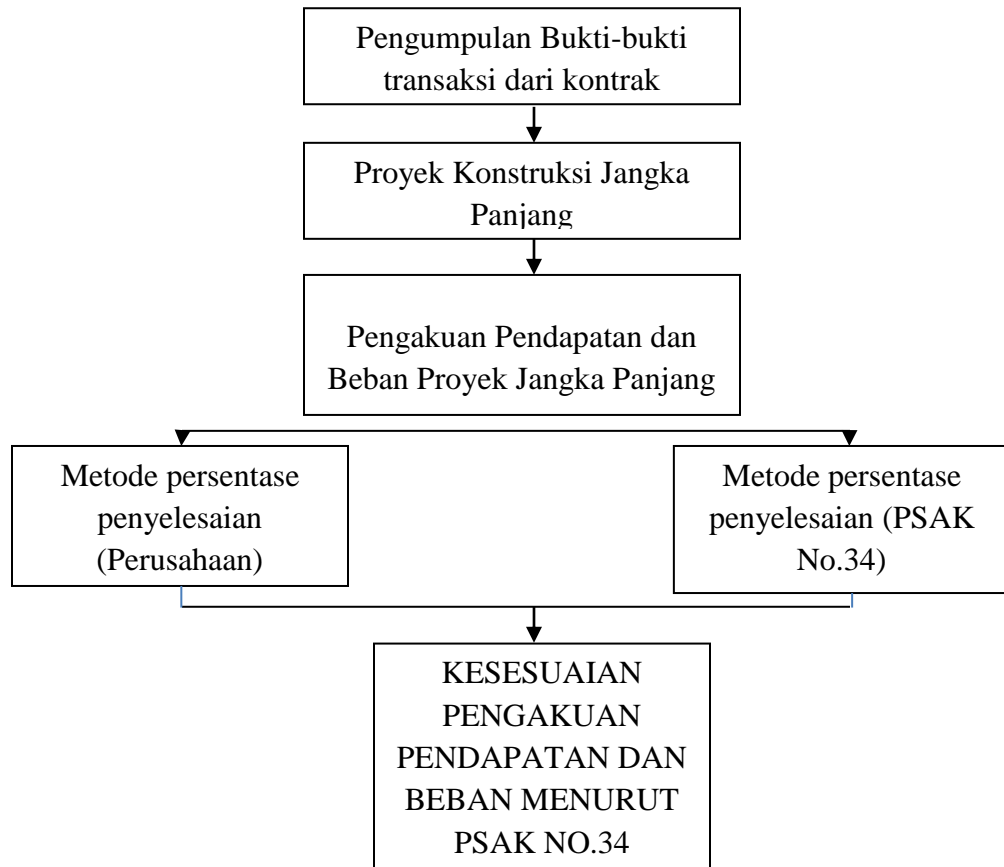 Pengumpulan Bukti-bukti
transaksi dari kontrak
Proyek Konstruksi Jangka
Panjang
Pengakuan Pendapatan dan
Beban Proyek Jangka Panjang
Metode persentase
penyelesaian
(Perusahaan)
Metode persentase
penyelesaian (PSAK
No.34)
KESESUAIAN
PENGAKUAN
PENDAPATAN DAN
BEBAN MENURUT
PSAK NO.34